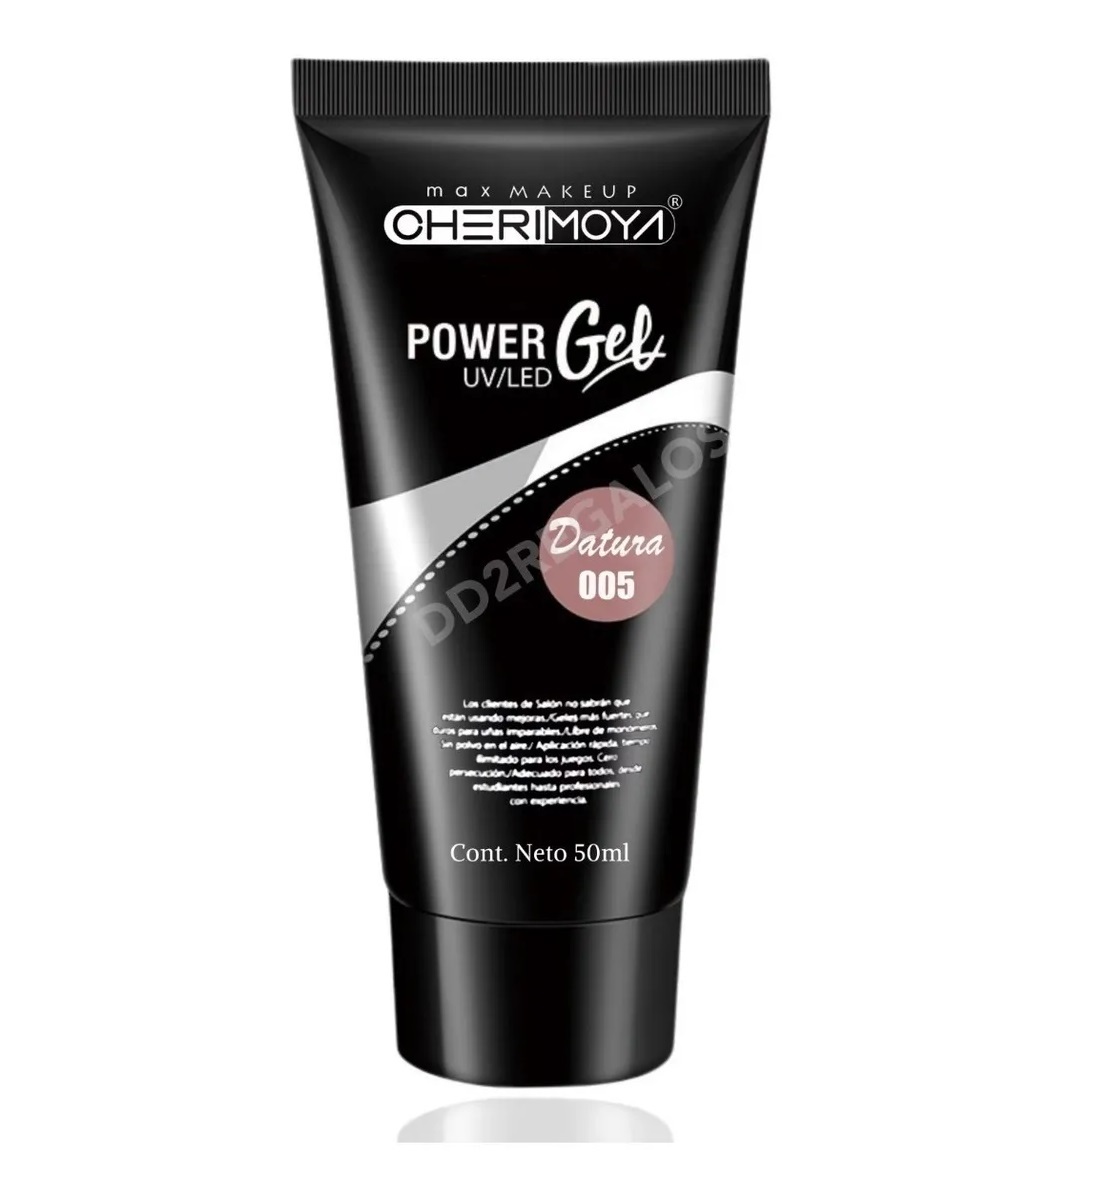 max MAKEUP
CHERIMOYA®
POWER Gel
UV/LED
DD2REGALOS
Datura
005
Los clientes de Salón no sabrán que
están usando mejoras./Geles más fuertes que
duros para uñas imparables./Libre de monómeros
Sin polvo en el aire./ Aplicación rápida, tiempo
ilimitado para los juegos. Cero
persecución./Adecuado para todos, desde
estudiantes hasta profesionales
con experiencia.
Cont. Neto 50ml